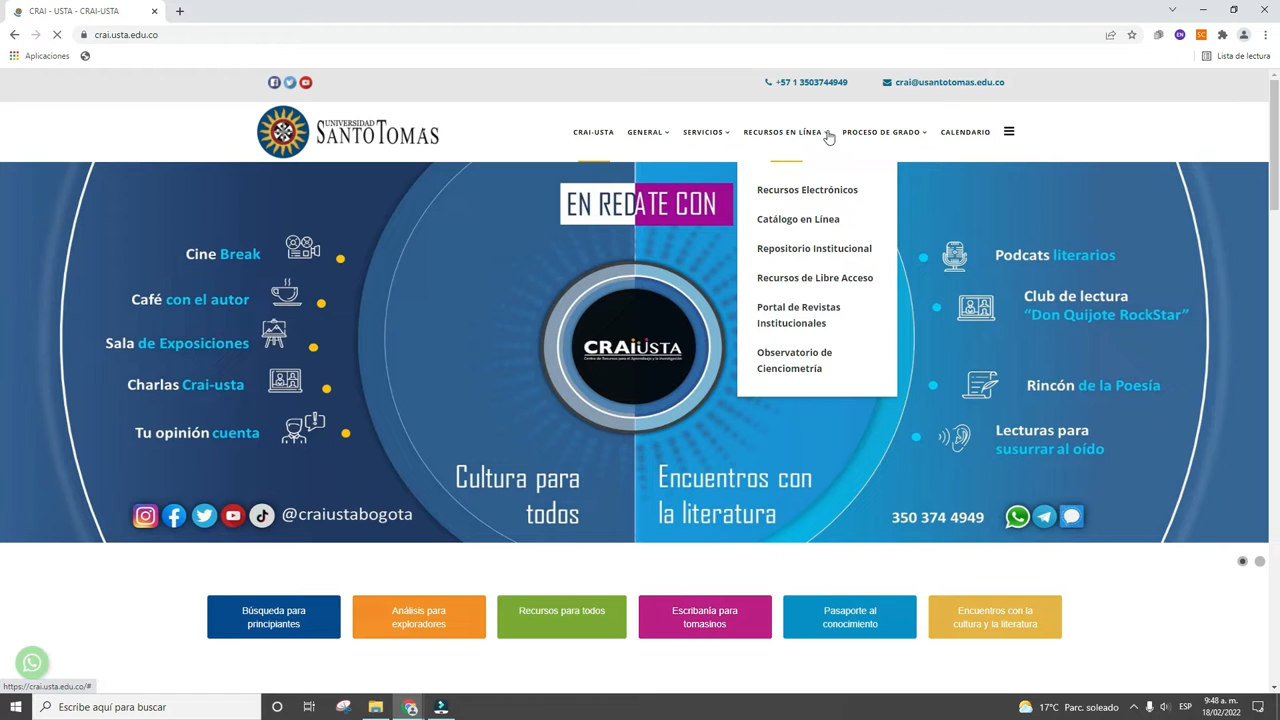 CRAI - USTA - CRAI
crai.usta.edu.co
Aplicaciones
Lista de lectura
+57 1 3503744949
crai@usantotomas.edu.co
UNIVERSIDAD
SANTO TOMAS
CRAI-USTA
GENERAL
SERVICIOS
RECURSOS EN LÍNEA
PROCESO DE GRADO
CALENDARIO
Recursos Electrónicos
Catálogo en Línea
Repositorio Institucional
Recursos de Libre Acceso
Portal de Revistas
Institucionales
Observatorio de
Cienciometría
EN REDATE CON
Cine Break
Café con el autor
Sala de Exposiciones
Charlas Crai-usta
Tu opinión cuenta
CRAIUSTA
Centro de Recursos para el Aprendizaje y la Investigación
Podcats literarios
Club de lectura
“Don Quijote RockStar”
Rincón de la Poesía
Lecturas para
susurrar al oído
Cultura para
todos
Encuentros con
la literatura
@craiustabogota
350 374 4949
Búsqueda para
principiantes
Análisis para
exploradores
Recursos para todos
Escribanía para
tomasinos
Pasaporte al
conocimiento
Encuentros con la
cultura y la literatura
https://crai.usta.edu.co/#
Escribe aquí para buscar
17°C Parc. soleado
ESP
9:48 a. m.
18/02/2022